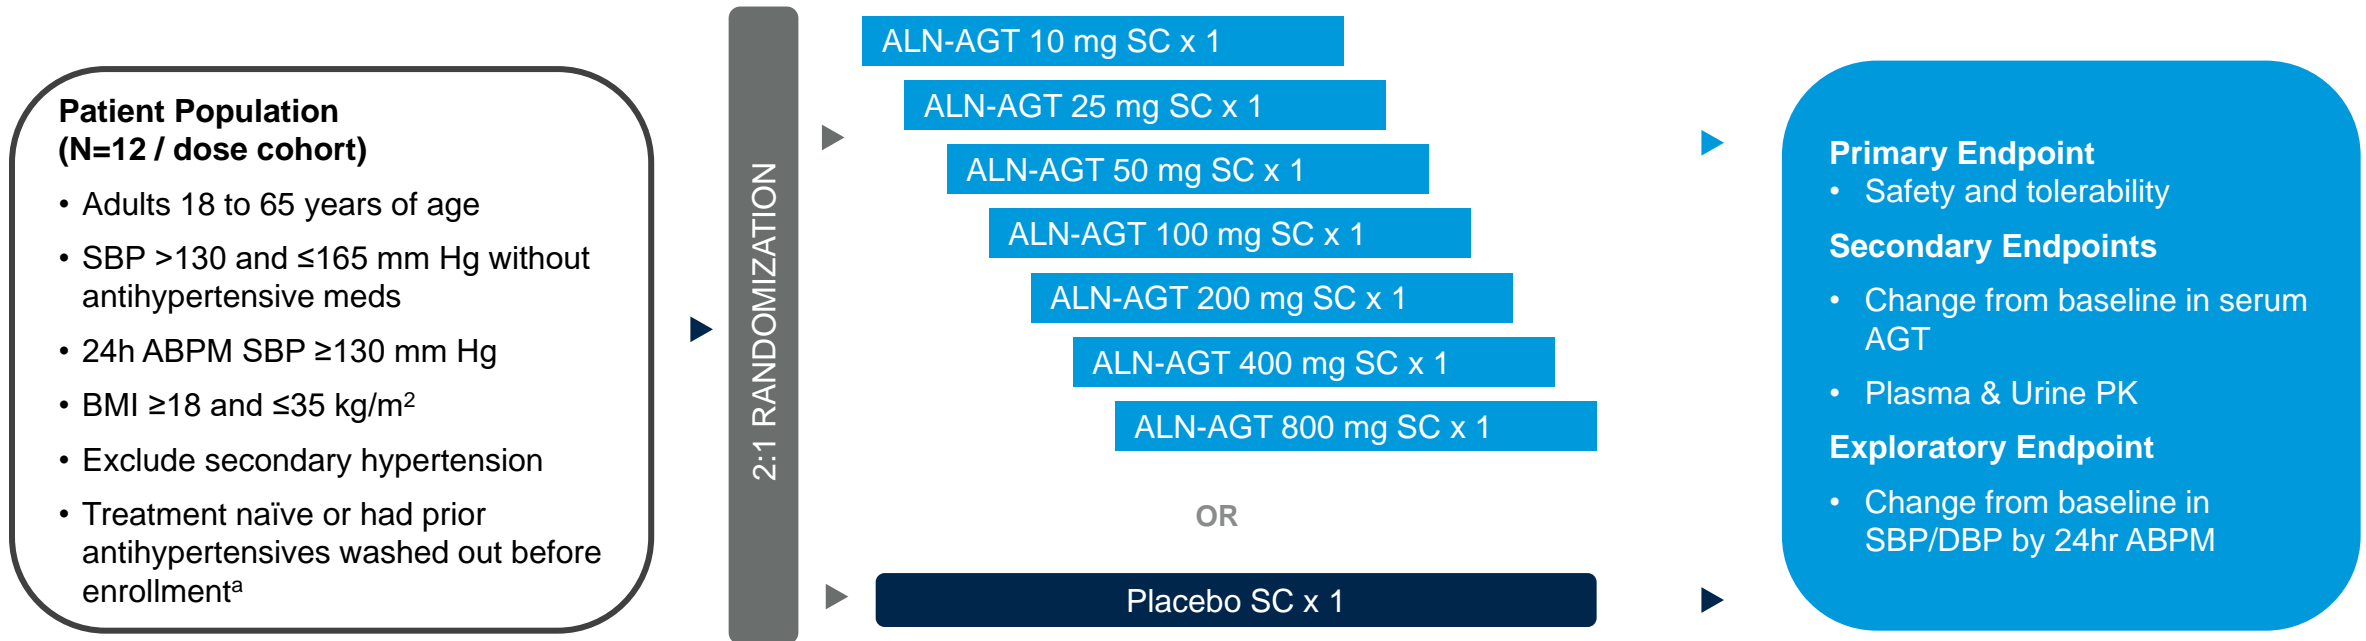 Patient Population
(N=12 / dose cohort)
• Adults 18 to 65 years of age
• SBP >130 and ≤165 mm Hg without
antihypertensive meds
• 24h ABPM SBP ≥130 mm Hg
• BMI ≥18 and ≤35 kg/m²
• Exclude secondary hypertension
• Treatment naïve or had prior
antihypertensives washed out before
enrollmentᵃ
2:1 RANDOMIZATION
ALN-AGT 10 mg SC x 1
ALN-AGT 25 mg SC x 1
ALN-AGT 50 mg SC x 1
ALN-AGT 100 mg SC x 1
ALN-AGT 200 mg SC x 1
ALN-AGT 400 mg SC x 1
ALN-AGT 800 mg SC x 1
OR
Placebo SC x 1
Primary Endpoint
• Safety and tolerability
Secondary Endpoints
• Change from baseline in serum
AGT
• Plasma & Urine PK
Exploratory Endpoint
• Change from baseline in
SBP/DBP by 24hr ABPM